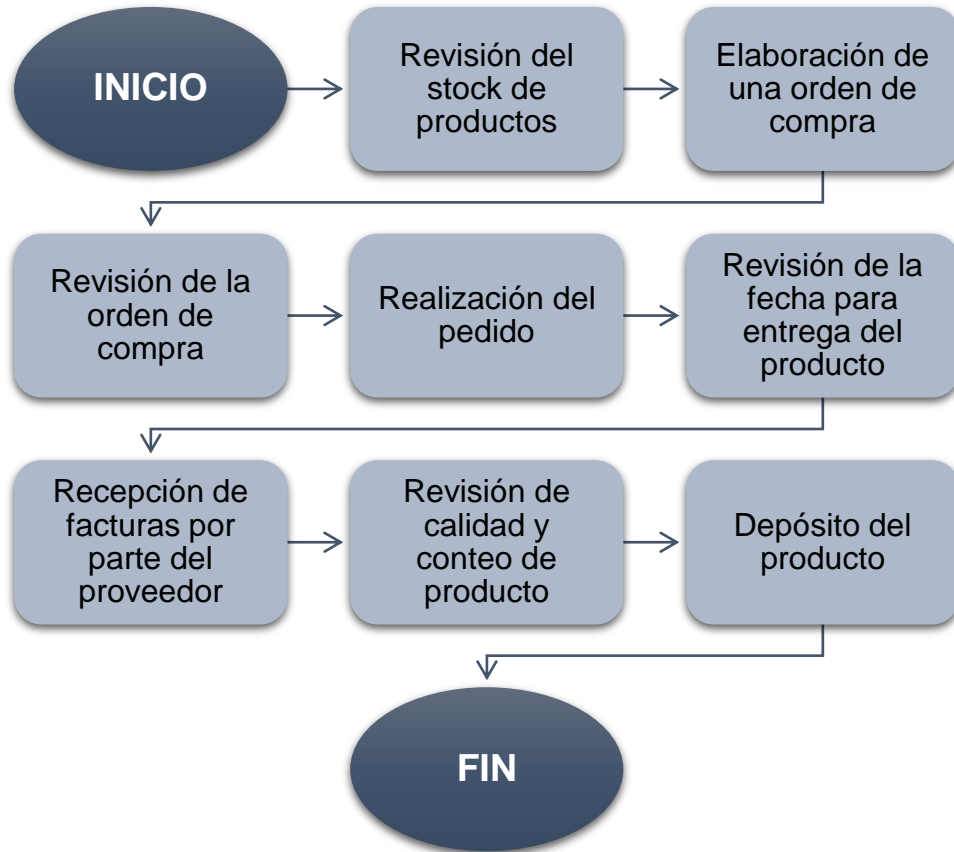 INICIO
Revisión del
stock de
productos
Elaboración de
una orden de
compra
Revisión de la
orden de
compra
Realización del
pedido
Revisión de la
fecha para
entrega del
producto
Recepción de
facturas por
parte del
proveedor
Revisión de
calidad y
conteo de
producto
Depósito del
producto
FIN